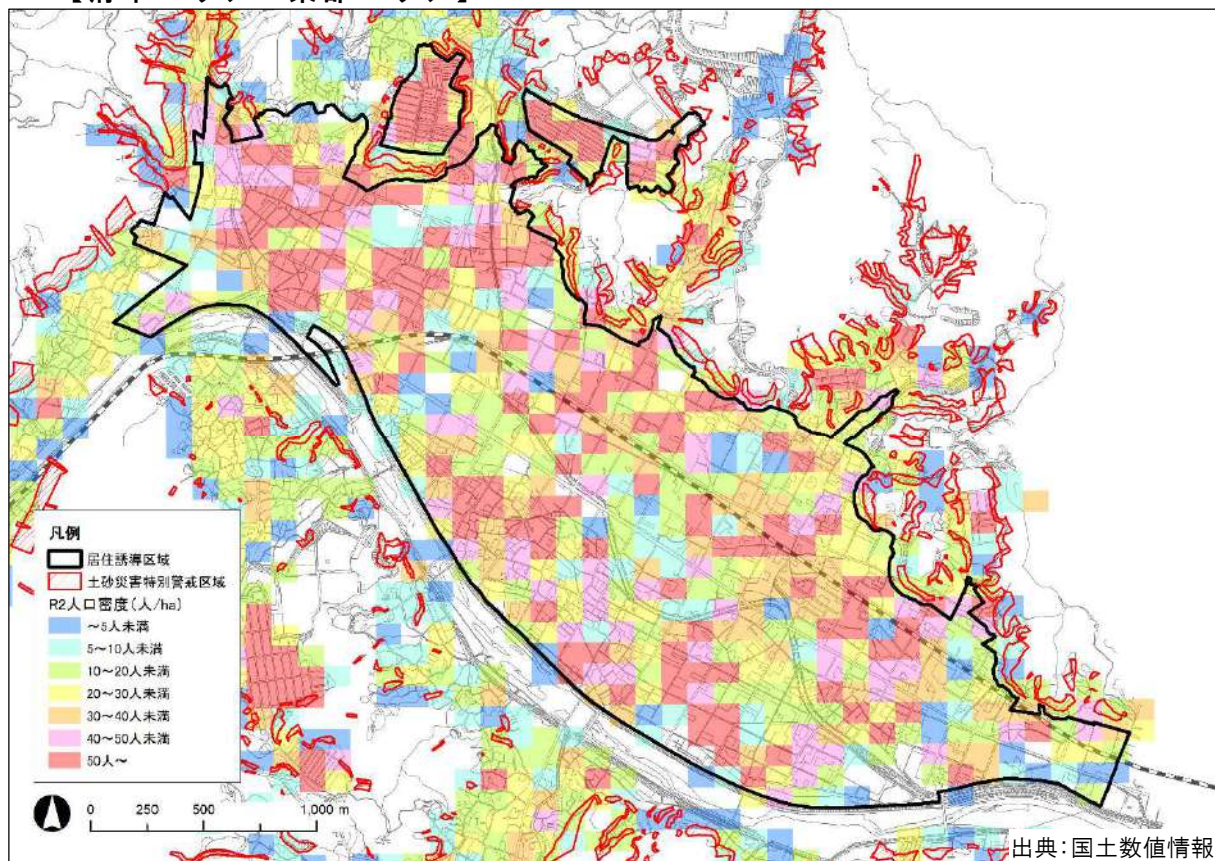 凡例
居住誘導区域
土砂災害特別警戒区域
R2人口密度(人/ha)
～5人未満
5～10人未満
10～20人未満
20～30人未満
30～40人未満
40～50人未満
50人～
0 250 500 1,000 m
出典:国土数値情報